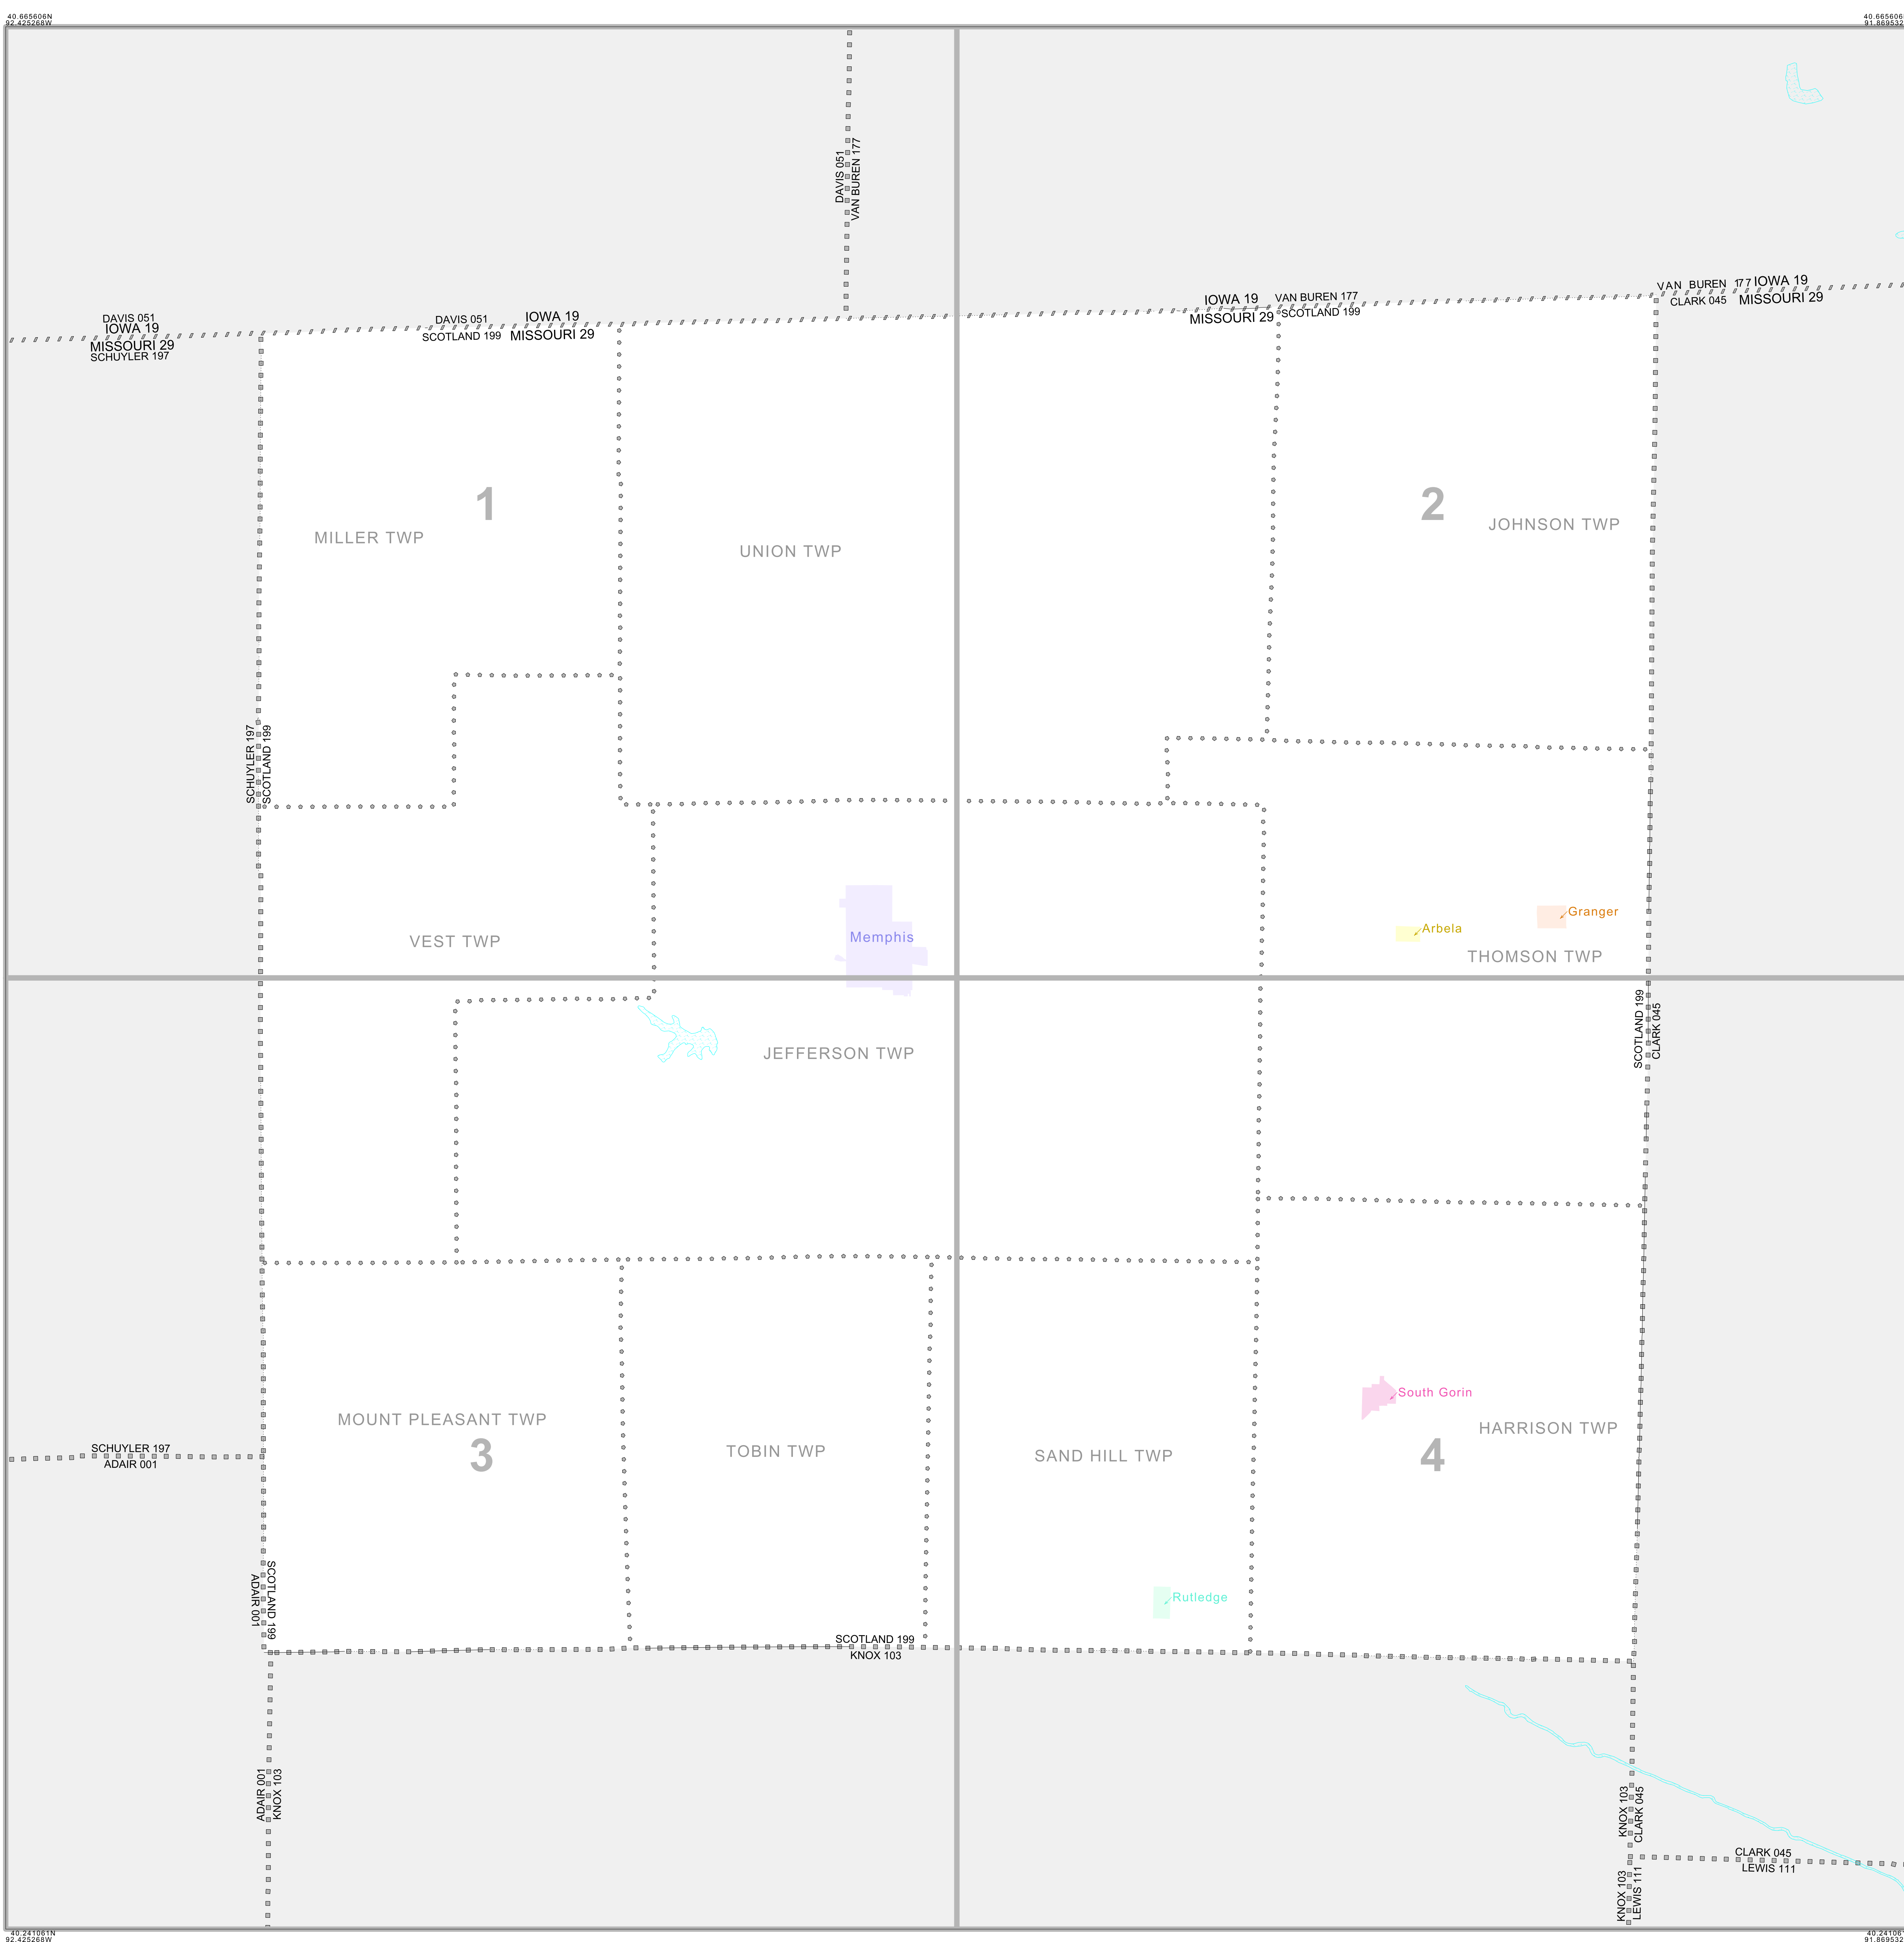 40.665606N
92.425268W
40.665606
91.869532
DAVIS 051
VAN BUREN 177
DAVIS 051
IOWA 19
MISSOURI 29
SCHUYLER 197
DAVIS 051 IOWA 19
SCOTLAND 199 MISSOURI 29
IOWA 19 VAN BUREN 177
MISSOURI 29 SCOTLAND 199
VAN BUREN 177 IOWA 19
CLARK 045 MISSOURI 29
1
2
MILLER TWP
UNION TWP
JOHNSON TWP
SCHUYLER 197
SCOTLAND 199
VEST TWP
Memphis
Arbela
Granger
THOMSON TWP
SCOTLAND 199
CLARK 045
JEFFERSON TWP
South Gorin
MOUNT PLEASANT TWP
HARRISON TWP
3
TOBIN TWP
SAND HILL TWP
4
SCHUYLER 197
ADAIR 001
SCOTLAND 199
ADAIR 001
Rutledge
SCOTLAND 199
KNOX 103
ADAIR 001
KNOX 103
KNOX 103
CLARK 045
CLARK 045
LEWIS 111
KNOX 103
LEWIS 111
40.241061N
92.425268W
40.241061
91.869532